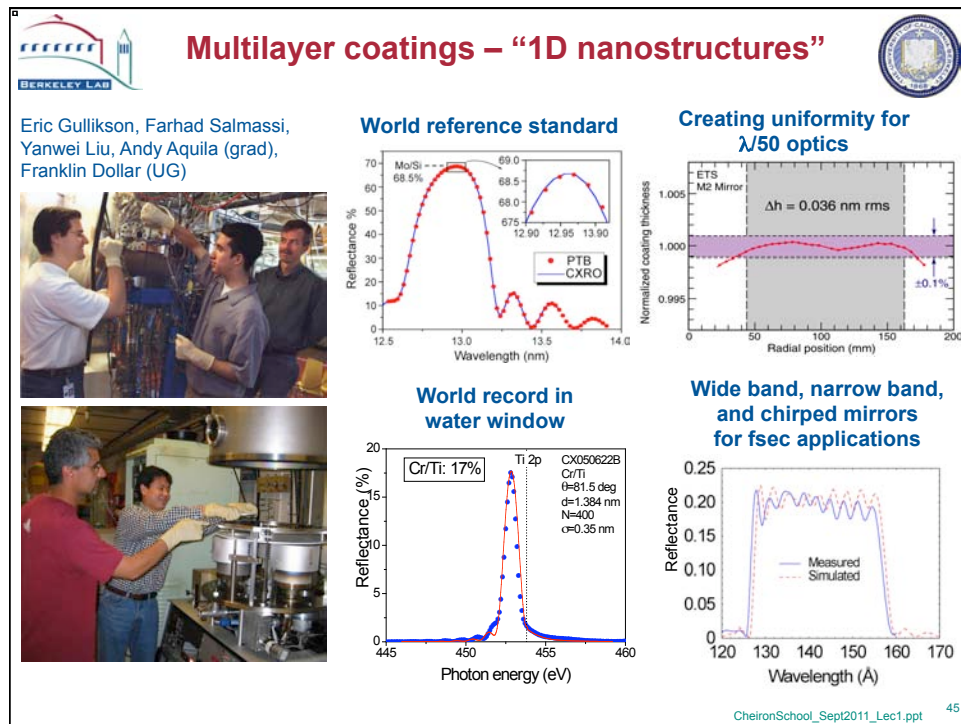 Multilayer coatings – “1D nanostructures”
BERKELEY LAB
Eric Gullikson, Farhad Salmassi,
Yanwei Liu, Andy Aquila (grad),
Franklin Dollar (UG)
World reference standard
Mo/Si
68.5%
70
60
50
40
30
20
10
0
Reflectance %
12.5
13.0
13.5
14.0
Wavelength (nm)
69.0
68.5
68.0
675
12.90
12.95
13.90
PTB
CXRO
Creating uniformity for
λ/50 optics
ETS
M2 Mirror
Δh = 0.036 nm rms
1.005
1.000
0.995
±0.1%
Normalized coating thickness
0
50
100
150
200
Radial position (mm)
World record in
water window
Cr/Ti: 17%
Ti 2p
CX050622B
Cr/Ti
θ=81.5 deg
d=1.384 nm
N=400
σ=0.35 nm
20
15
10
5
0
Reflectance (%)
445
450
455
460
Photon energy (eV)
Wide band, narrow band,
and chirped mirrors
for fsec applications
0.25
0.20
0.15
0.10
0.05
0
Reflectance
Measured
Simulated
120
130
140
150
160
170
Wavelength (Å)
CheironSchool_Sept2011_Lec1.ppt
45